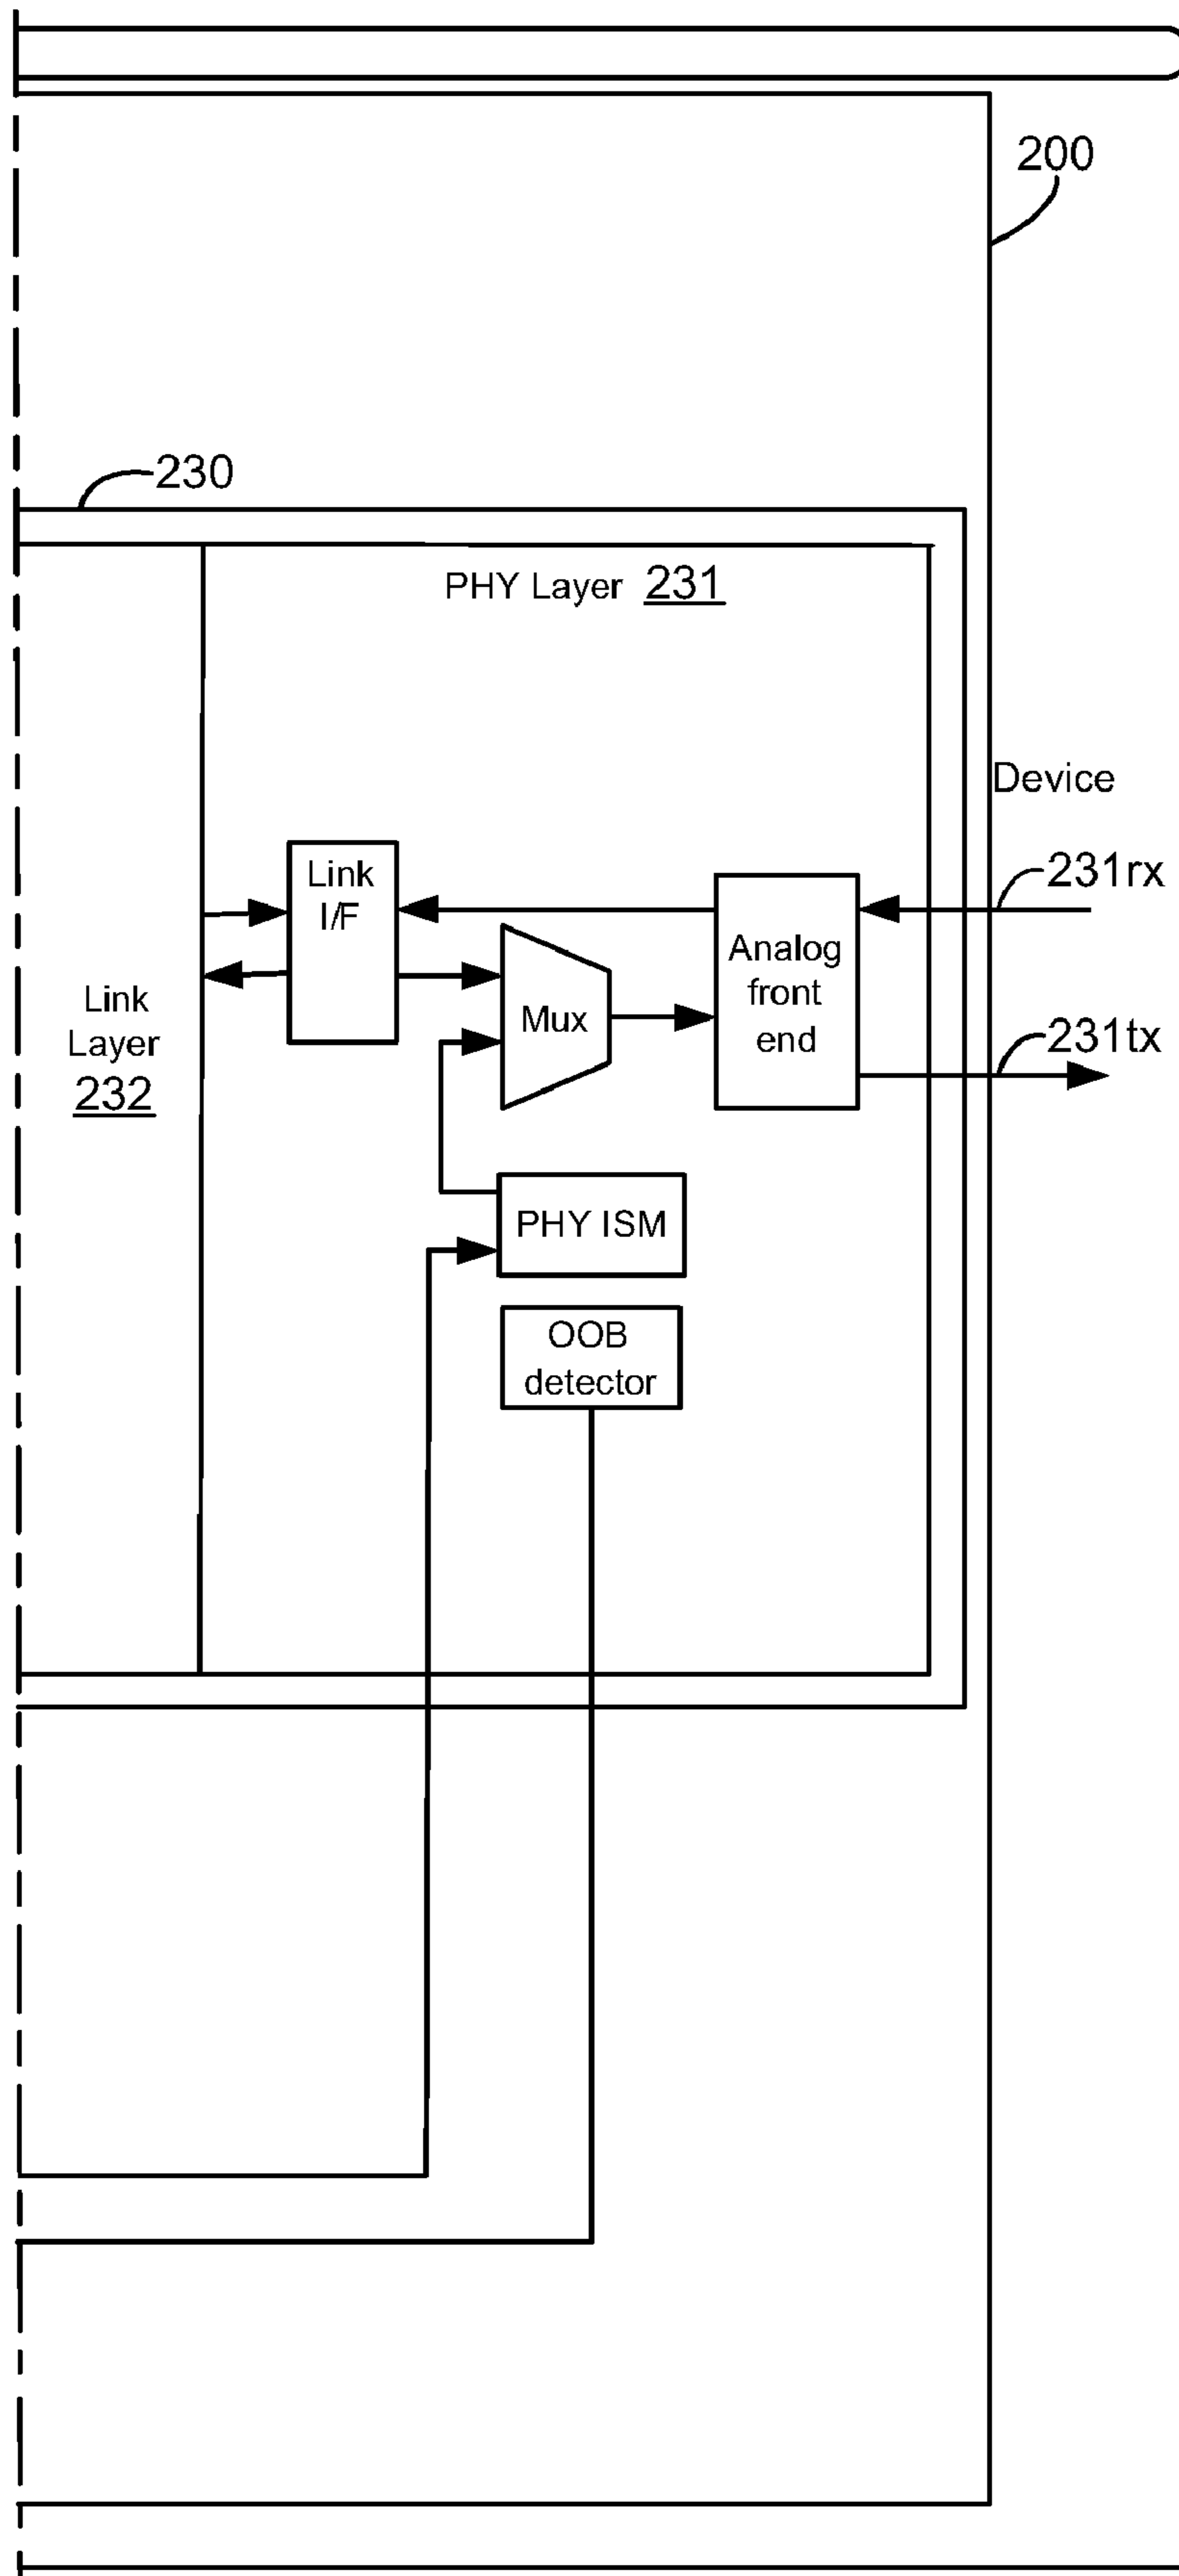 200
230
PHY Layer 231
Device
Link
I/F
231rx
Analog
front
end
Mux
Link
Layer
232
231tx
PHY ISM
OOB
detector